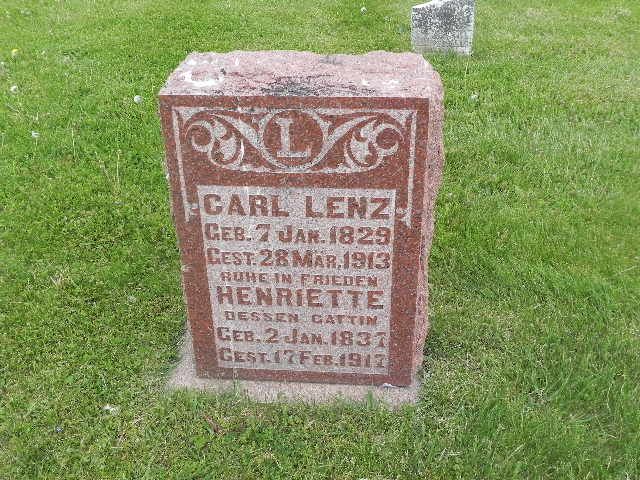 L
CARL LENZ
GEB. 7 JAN. 1829
GEST. 28 MAR. 1913
RUHE IN FRIEDEN
HENRIETTE
DESSEN GATTIN
GEB. 2 JAN. 1837
GEST. 17 FEB. 1917